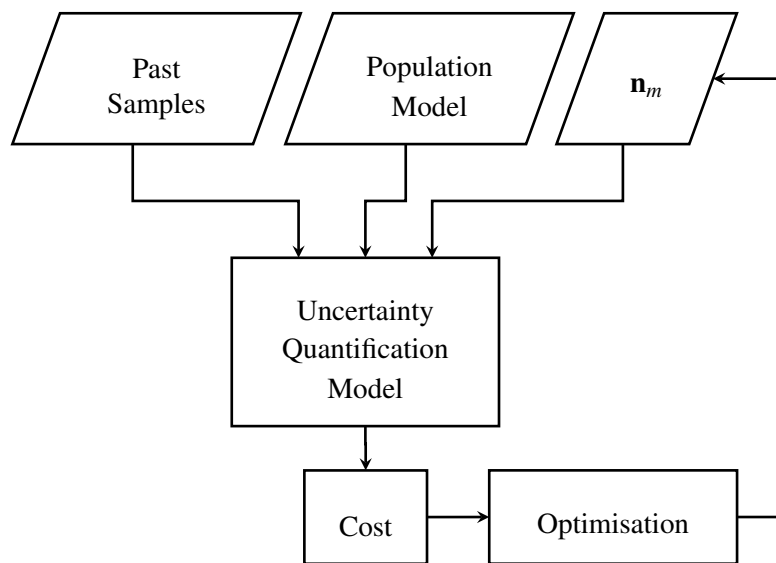 Past
Samples
Population
Model
n_m
Uncertainty
Quantification
Model
Cost
Optimisation